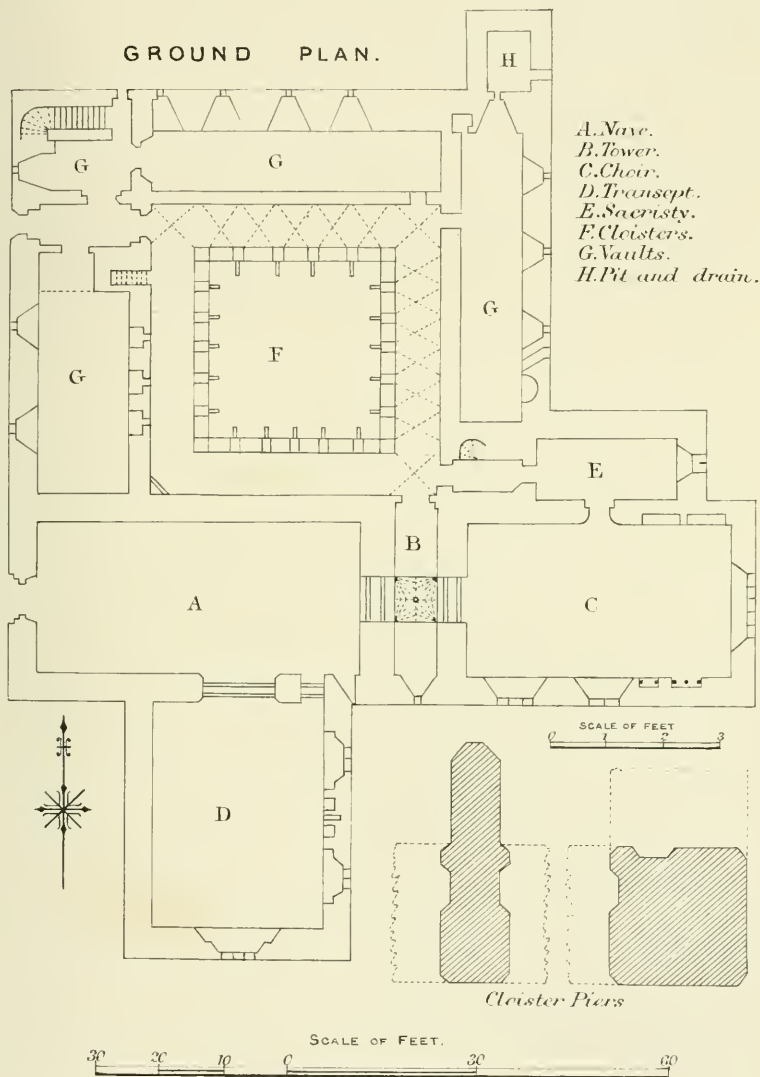 GROUND PLAN.
H
A.Nave.
B.Tower.
C.Choir.
D.Transept.
E.Sacristy.
F.Cloisters.
G.Vaults.
H.Pit and drain.
G
G
G
F
G
E
B
A
C
SCALE OF FEET
0 1 2 3
D
Cloister Piers
SCALE OF FEET.
30 20 10 0 30 60